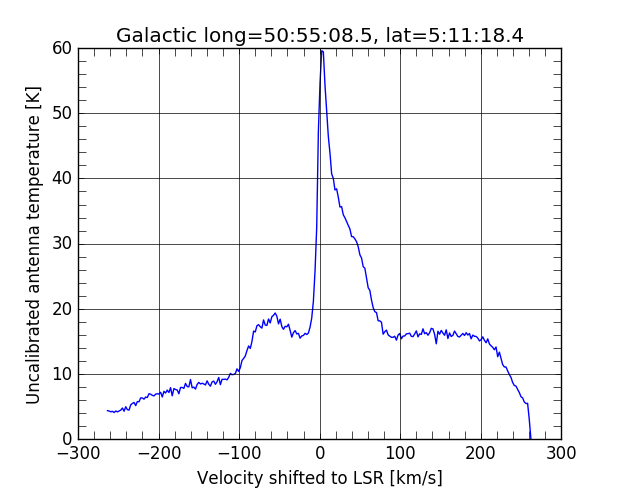 Galactic long=50:55:08.5, lat=5:11:18.4
Uncalibrated antenna temperature [K]
60
50
40
30
20
10
0
−300 −200 −100 0 100 200 300
Velocity shifted to LSR [km/s]